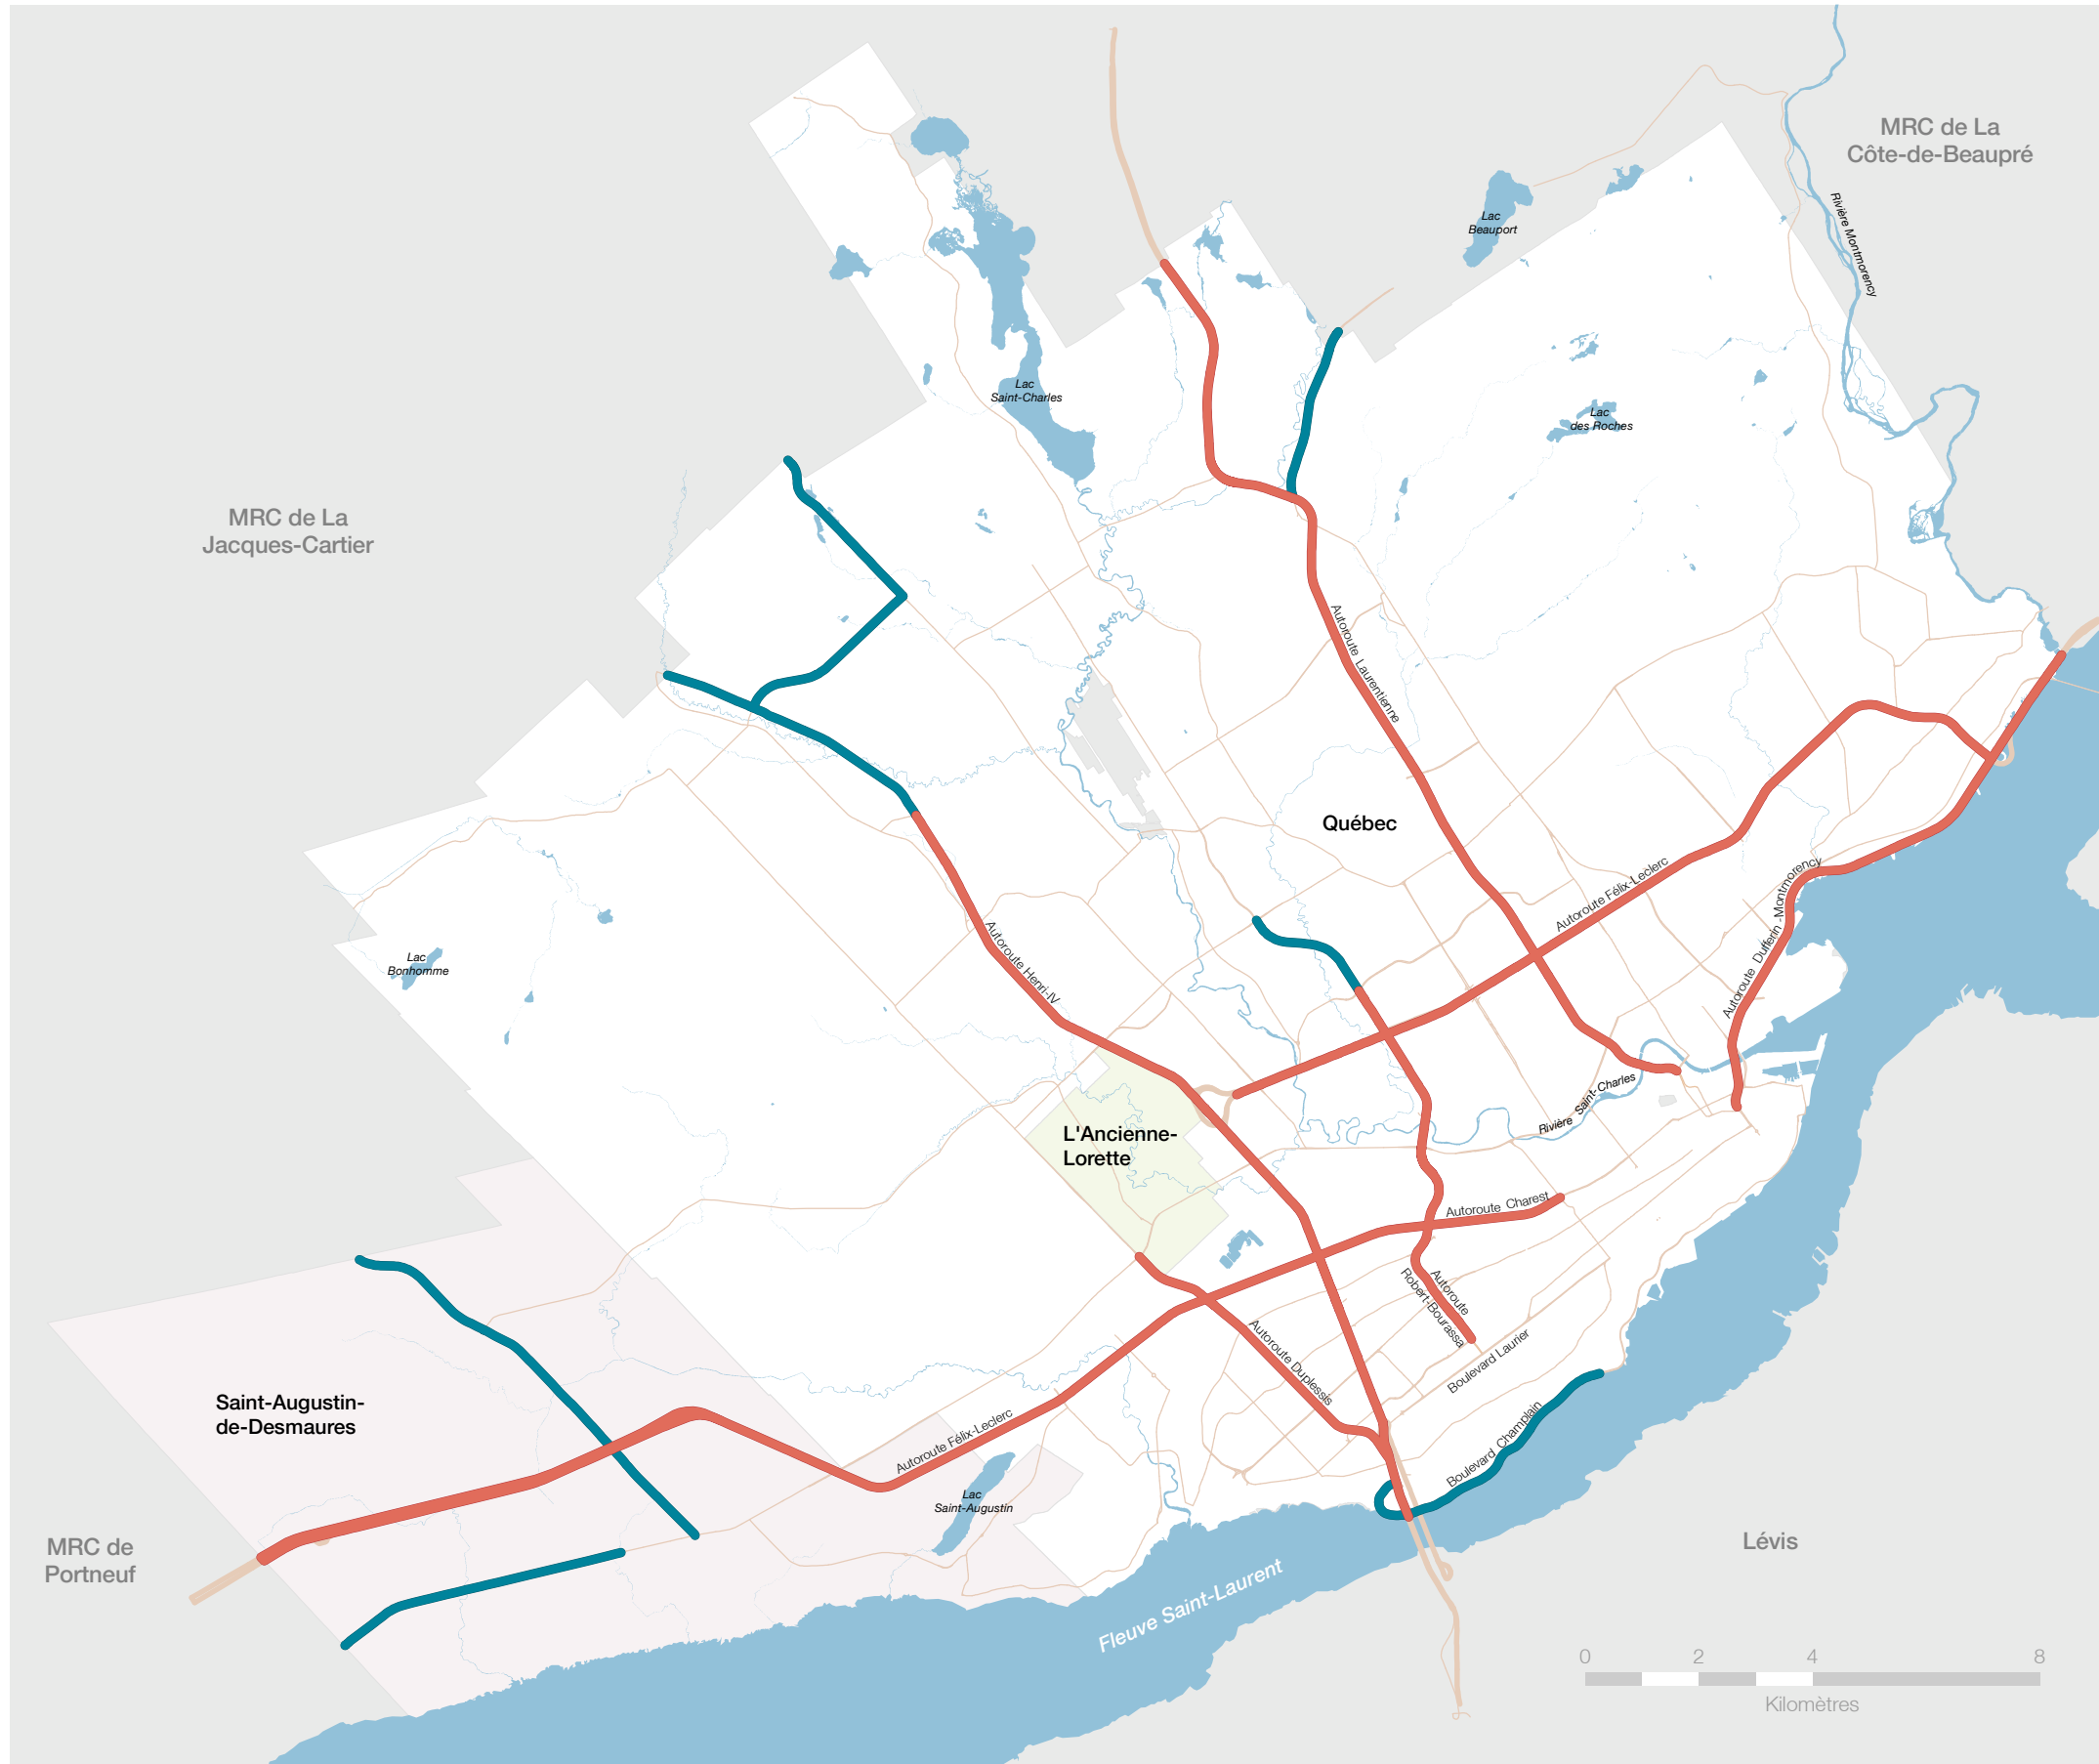 MRC de La
Côte-de-Beaupré
Rivière Montmorency
Lac
Beauport
Lac
Saint-Charles
Lac
des Roches
MRC de La
Jacques-Cartier
Autoroute Laurentienne
Québec
Autoroute Félix-Leclerc
Autoroute Dufferin -Montmorency
Autoroute Henri-IV
Lac
Bonhomme
Rivière Saint-Charles
L'Ancienne-
Lorette
Autoroute Charest
Autoroute
Robert-Bourassa
Autoroute Duplessis
Boulevard Laurier
Boulevard Champlain
Saint-Augustin-
de-Desmaures
Autoroute Félix-Leclerc
Lac
Saint-Augustin
MRC de
Portneuf
Lévis
Fleuve Saint-Laurent
0 2 4 8
Kilomètres